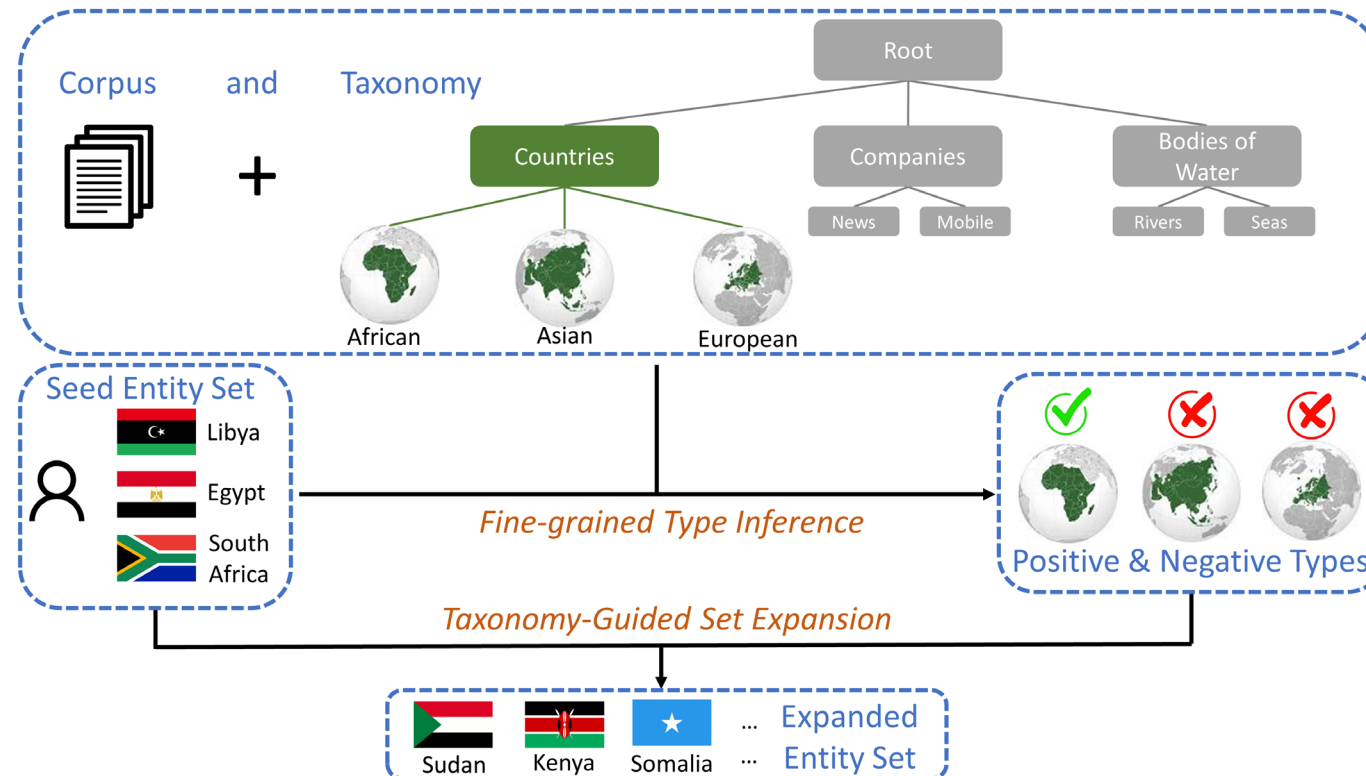 Corpus and Taxonomy
Root
Countries
Companies
Bodies of
Water
News
Mobile
Rivers
Seas
African
Asian
European
Seed Entity Set
Libya
Egypt
South
Africa
Fine-grained Type Inference
Positive & Negative Types
Taxonomy-Guided Set Expansion
Sudan
Kenya
Somalia
... Expanded
... Entity Set